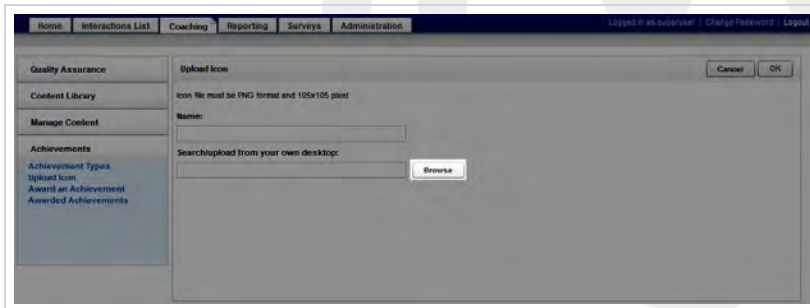 Home Interactions List Coaching Reporting Surveys Administration Logged in as superuser | Change Password | Logout
Quality Assurance
Content Library
Manage Content
Achievements
Achievement Types
Upload Icon
Award an Achievement
Awarded Achievements
Upload Icon Cancel OK
Icon file must be PNG format and 105x105 pixel
Name:
Search/upload from your own desktop:
Browse